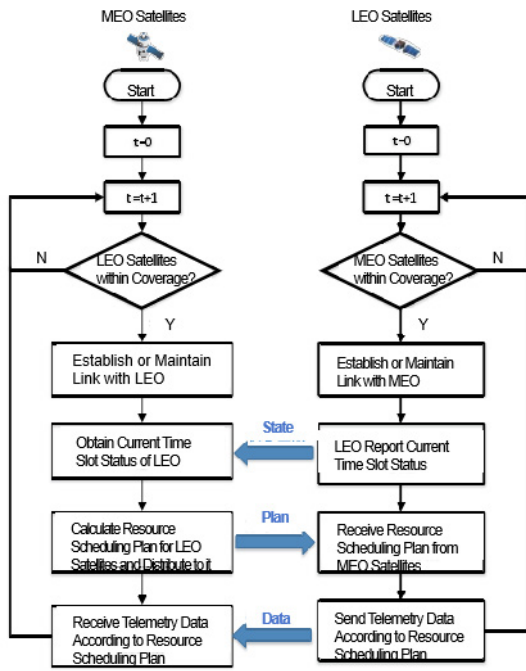 MEO Satellites
LEO Satellites
Start
Start
t=0
t=0
t=t+1
t=t+1
N
LEO Satellites
within Coverage?
MEO Satellites
within Coverage?
N
Y
Y
Establish or Maintain
Link with LEO
Establish or Maintain
Link with MEO
State
Obtain Current Time
Slot Status of LEO
LEO Report Current
Time Slot Status
Plan
Calculate Resource
Scheduling Plan for LEO
Satellites and Distribute to it
Receive Resource
Scheduling Plan from
MEO Satellites
Data
Receive Telemetry Data
According to Resource
Scheduling Plan
Send Telemetry Data
According to Resource
Scheduling Plan